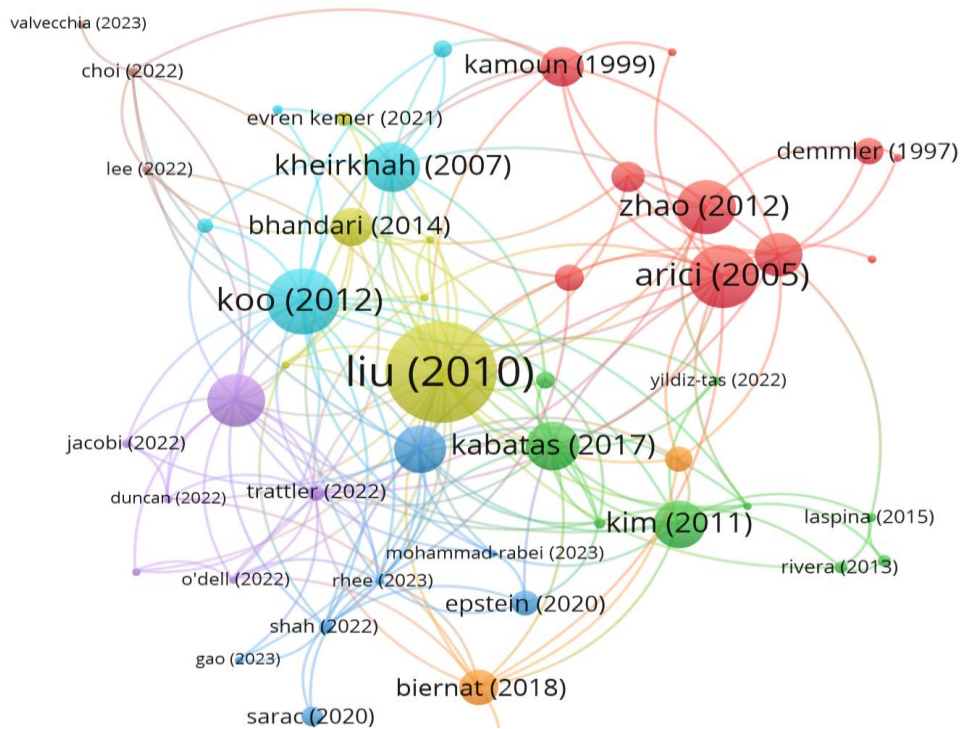 valvecchia (2023)
choi (2022)
kamoun (1999)
evren kemer (2021)
demmler (1997)
lee (2022)
kheirkhah (2007)
zhao (2012)
bhandari (2014)
arici (2005)
koo (2012)
liu (2010)
yildiz-tas (2022)
jacobi (2022)
kabatas (2017)
trattler (2022)
duncan (2022)
kim (2011)
laspina (2015)
mohammad-rabei (2023)
rivera (2013)
o'dell (2022)
rhee (2023)
epstein (2020)
shah (2022)
gao (2023)
biernat (2018)
sarac (2020)